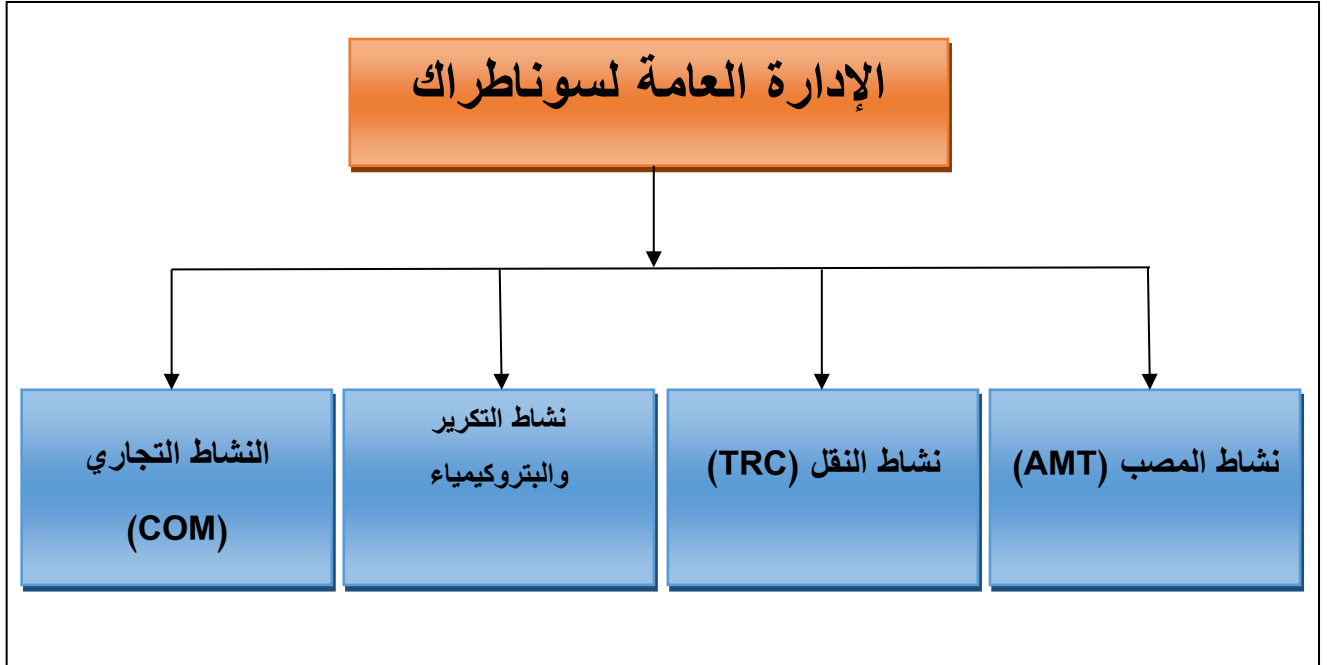 الإدارة العامة لسوناطراك
نشاط المصب (AMT)
نشاط النقل (TRC)
نشاط التكرير
والبتروكيمياء
النشاط التجاري
(COM)